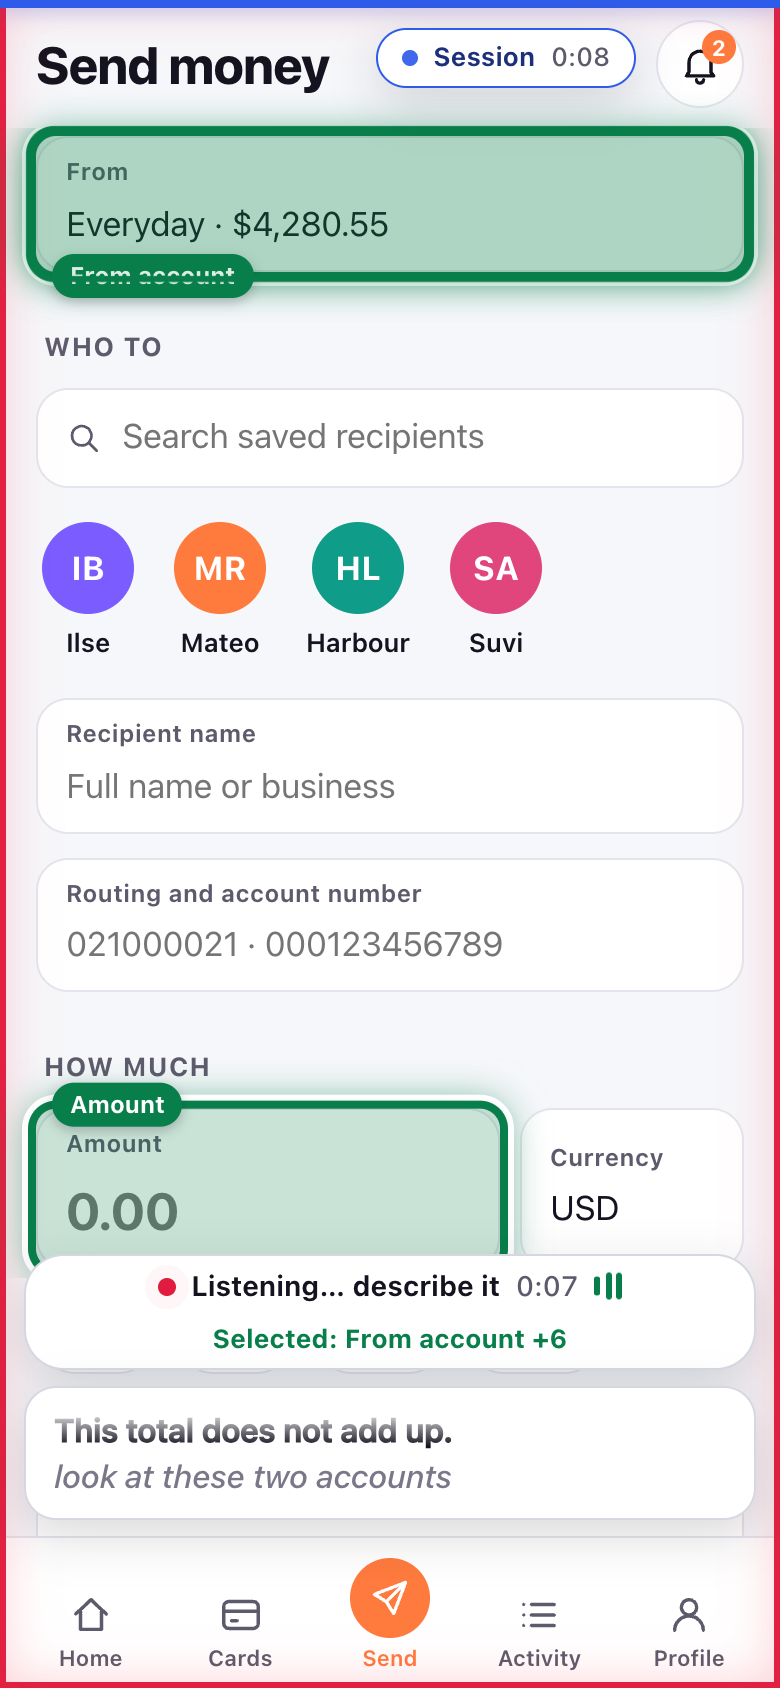 Send money
Session 0:08
2
From
Everyday · $4,280.55
From account
WHO TO
Search saved recipients
IB
MR
HL
SA
Ilse
Mateo
Harbour
Suvi
Recipient name
Full name or business
Routing and account number
021000021 · 000123456789
HOW MUCH
Amount
Amount
0.00
Currency
USD
Listening... describe it 0:07
Selected: From account +6
This total does not add up.
look at these two accounts
Home
Cards
Send
Activity
Profile